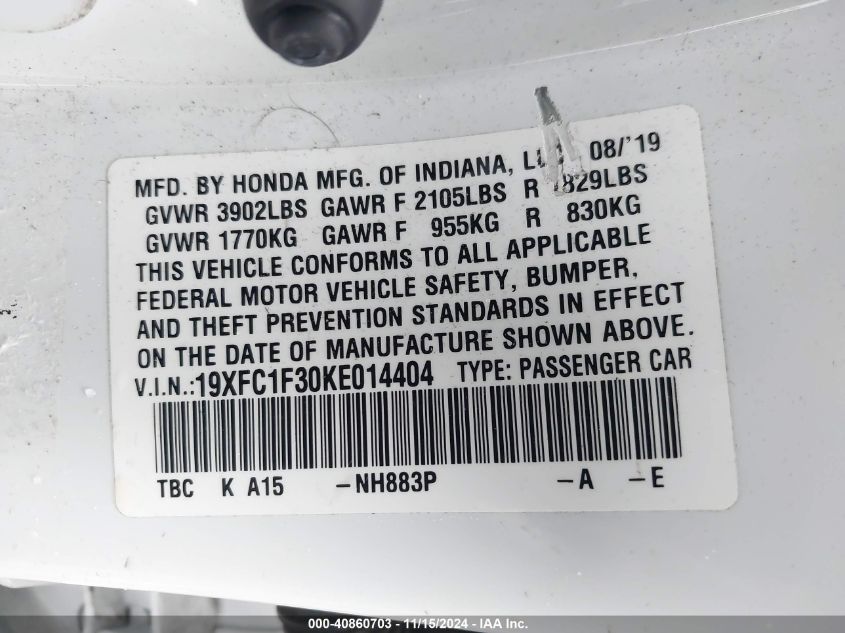 MFD. BY HONDA MFG. OF INDIANA, 08/'19
GVWR 3902LBS GAWR F 2105LBS R 1829LBS
GVWR 1770KG GAWR F 955KG R 830KG
THIS VEHICLE CONFORMS TO ALL APPLICABLE
FEDERAL MOTOR VEHICLE SAFETY, BUMPER,
AND THEFT PREVENTION STANDARDS IN EFFECT
ON THE DATE OF MANUFACTURE SHOWN ABOVE.
V.I.N.:19XFC1F30KE014404 TYPE: PASSENGER CAR
TBC K A15 -NH883P -A -E
000-40860703 - 11/15/2024 - IAA Inc.